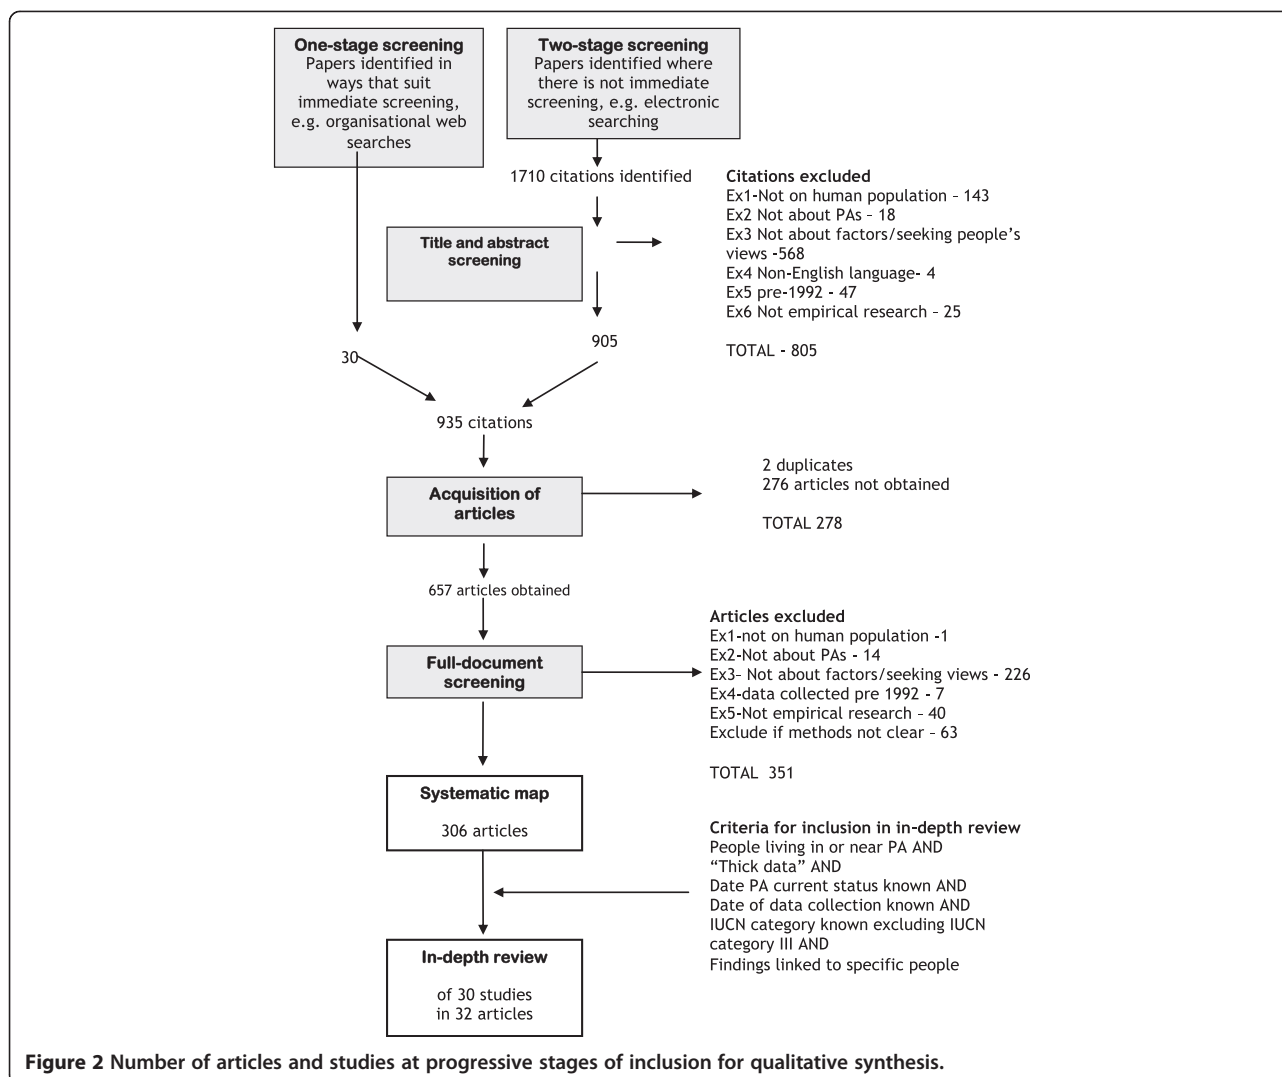 One-stage screening
Papers identified in
ways that suit
immediate screening,
e.g. organisational web
searches
Two-stage screening
Papers identified where
there is not immediate
screening, e.g. electronic
searching
1710 citations identified
Citations excluded
Ex1-Not on human population – 143
Ex2 Not about PAs – 18
Ex3 Not about factors/seeking people’s
views -568
Ex4 Non-English language- 4
Ex5 pre-1992 - 47
Ex6 Not empirical research – 25
TOTAL - 805
Title and abstract
screening
30
905
935 citations
Acquisition of
articles
2 duplicates
276 articles not obtained
TOTAL 278
657 articles obtained
Full-document
screening
Articles excluded
Ex1-not on human population -1
Ex2-Not about PAs - 14
Ex3– Not about factors/seeking views - 226
Ex4-data collected pre 1992 - 7
Ex5-Not empirical research – 40
Exclude if methods not clear – 63
TOTAL 351
Systematic map
306 articles
Criteria for inclusion in in-depth review
People living in or near PA AND
“Thick data” AND
Date PA current status known AND
Date of data collection known AND
IUCN category known excluding IUCN
category III AND
Findings linked to specific people
In-depth review
of 30 studies
in 32 articles
Figure 2 Number of articles and studies at progressive stages of inclusion for qualitative synthesis.